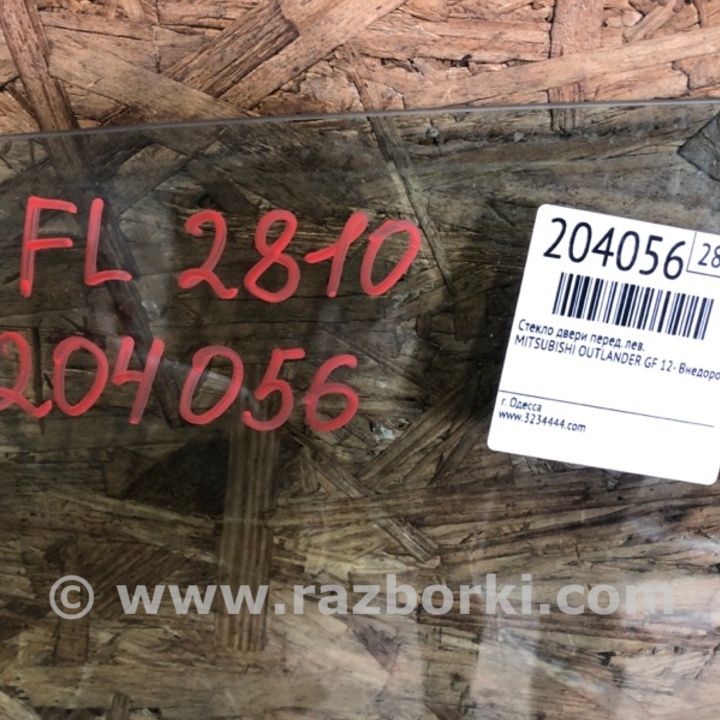 FL 2810
204056
204056 28
Стекло двери перед. лев.
MITSUBISHI OUTLANDER GF 12- Внедоро
г. Одесса
www.3234444.com
© www.razborki.com